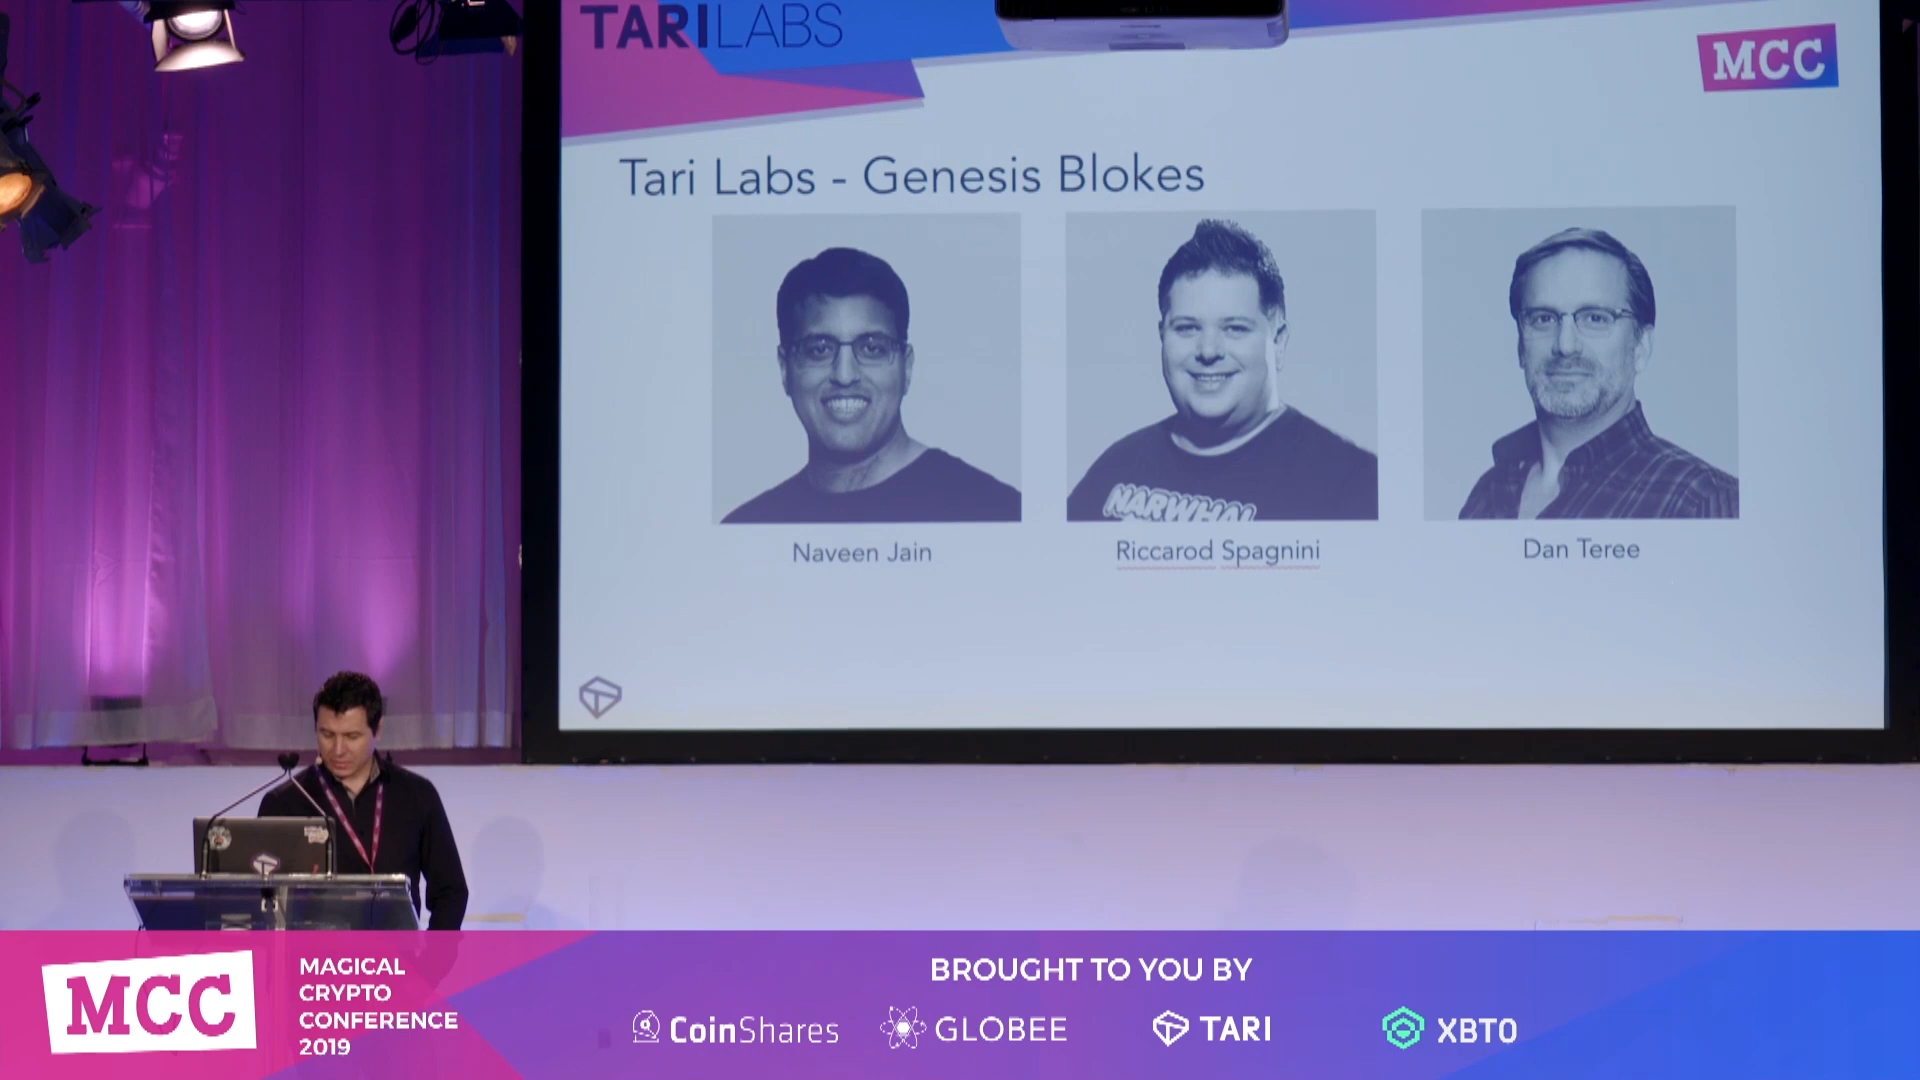 TARILABS
MCC
Tari Labs - Genesis Blokes
NARWHAL
Naveen Jain
Riccarod Spagnini
Dan Teree
MCC
MAGICAL
CRYPTO
CONFERENCE
2019
BROUGHT TO YOU BY
CoinShares
GLOBEE
TARI
XBTO